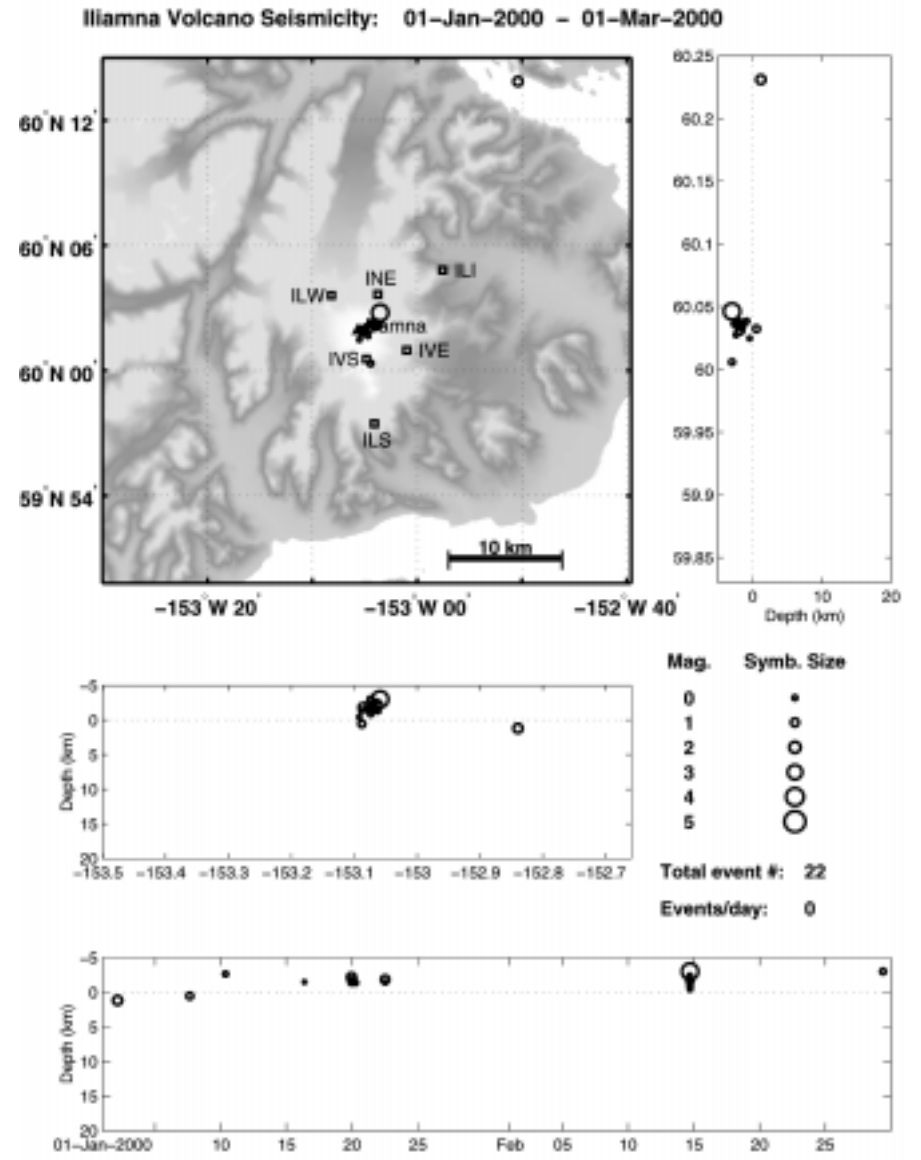 Iliamna Volcano Seismicity: 01-Jan-2000 - 01-Mar-2000
60°N 12'
60°N 06'
60°N 00'
59°N 54'
INE
ILI
ILW
amna
IVS
IVE
ILS
10 km
-153°W 20'
-153°W 00'
-152°W 40'
60.25
60.2
60.15
60.1
60.05
60
59.95
59.9
59.85
0 10 20
Depth (km)
Mag. Symb. Size
0
1
2
3
4
5
Total event #: 22
Events/day: 0
-5
0
5
10
15
20
Depth (km)
-153.5 -153.4 -153.3 -153.2 -153.1 -153 -152.9 -152.8 -152.7
-5
0
5
10
15
20
Depth (km)
01-Jan-2000 10 15 20 25 Feb 05 10 15 20 25